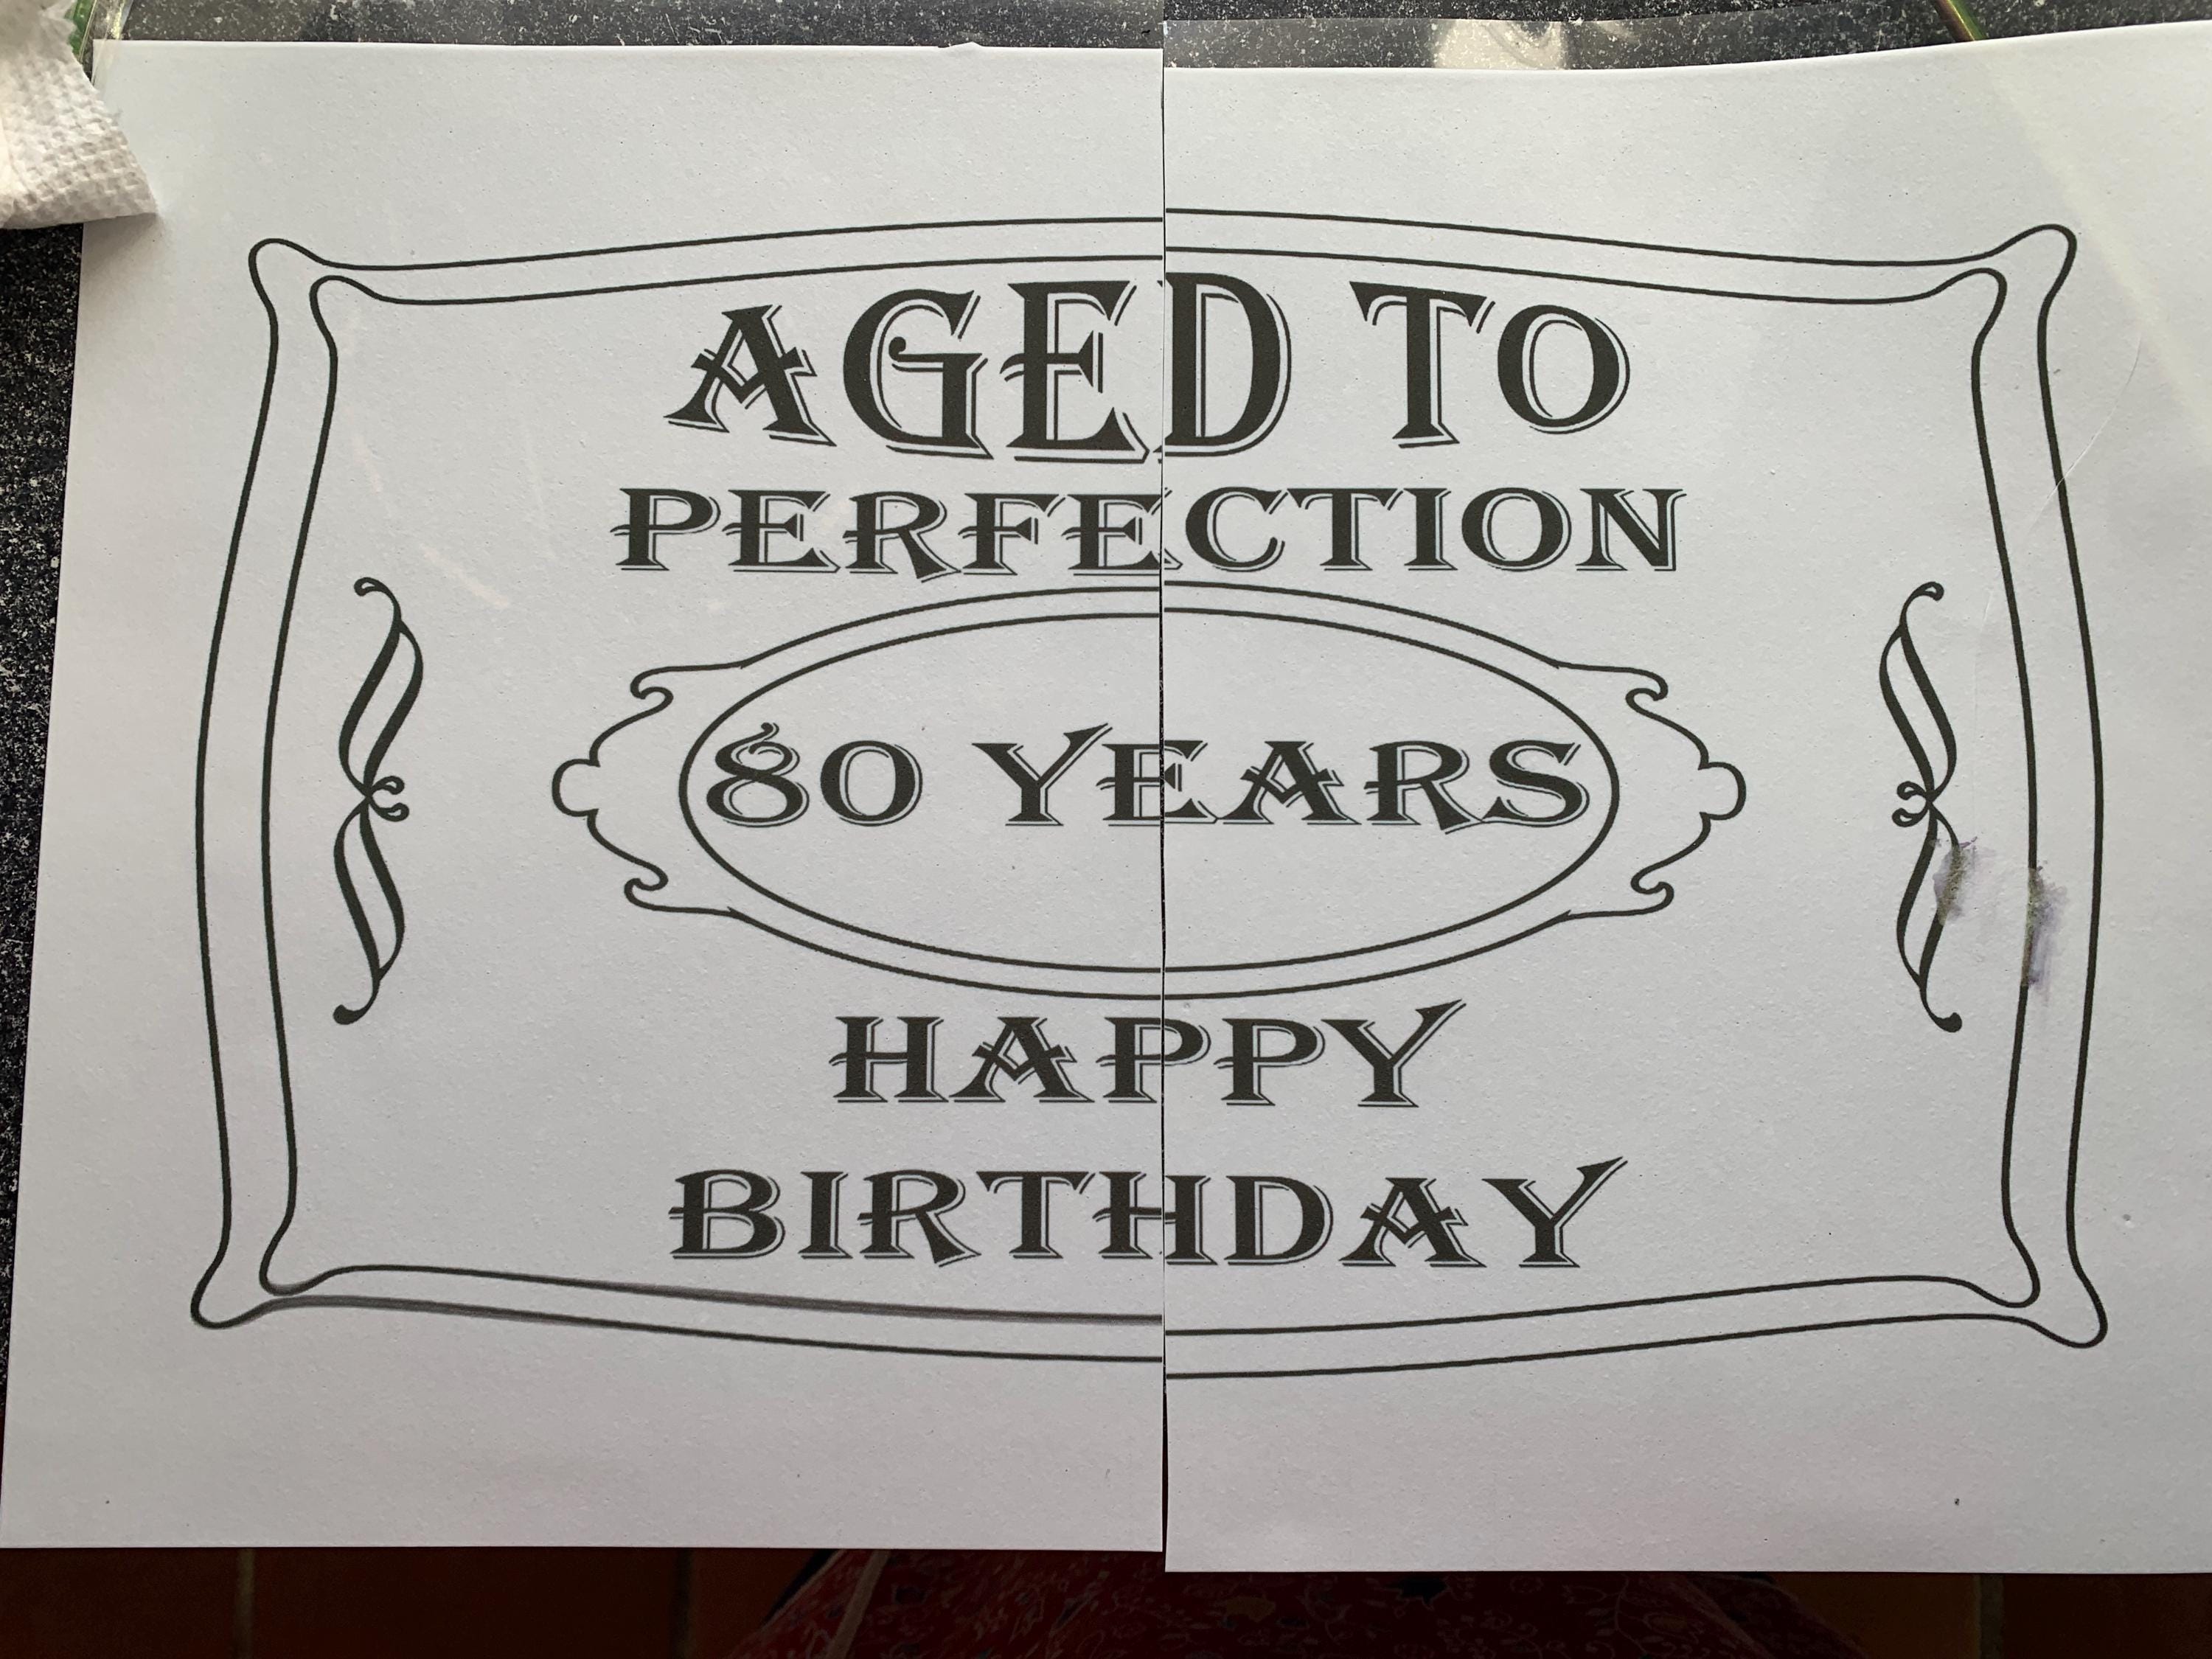 AGED TO
PERFECTION
80 YEARS
HAPPY
BIRTHDAY